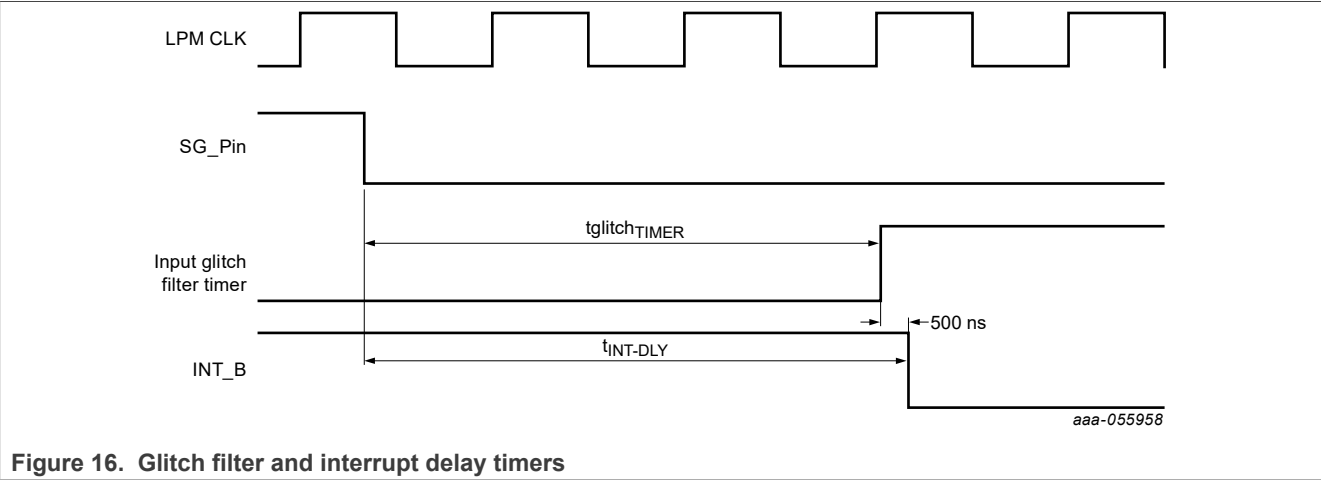 LPM CLK
SG_Pin
tglitchTIMER
Input glitch
filter timer
500 ns
tINT-DLY
INT_B
aaa-055958
Figure 16. Glitch filter and interrupt delay timers